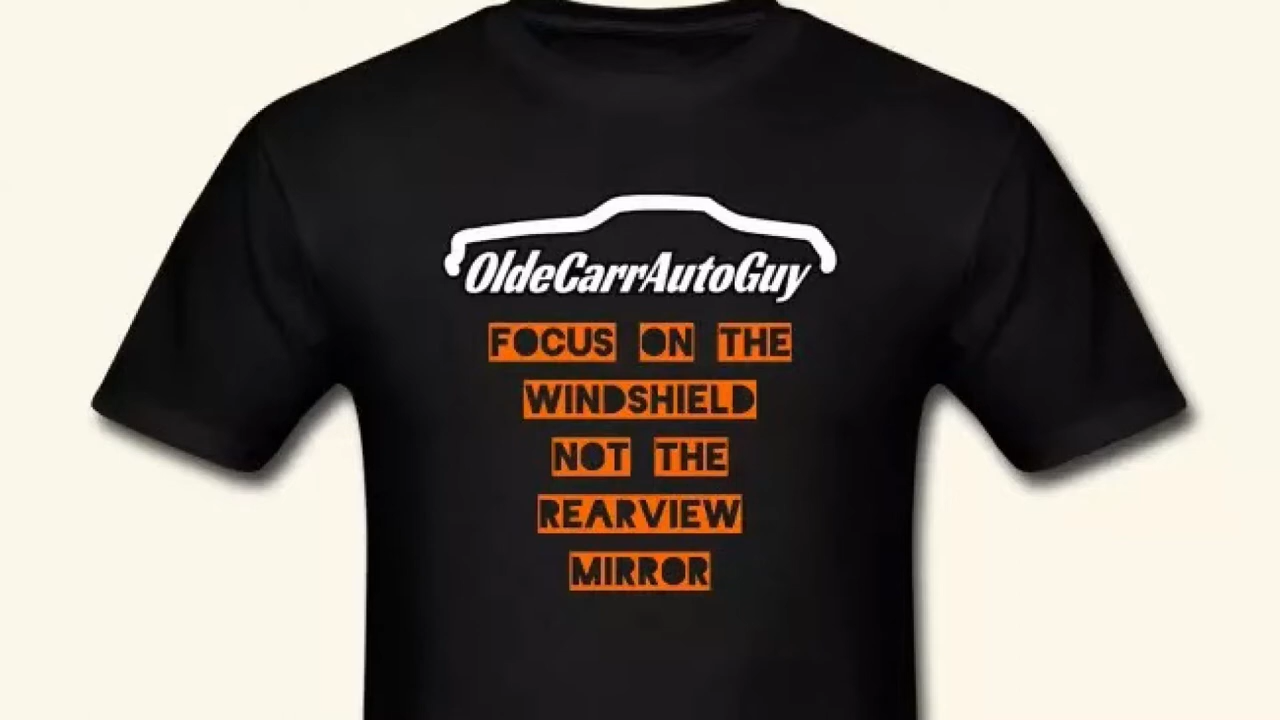 OldeCarrAutoGuy
FOCUS ON THE
WINDSHIELD
NOT THE
REARVIEW
MIRROR